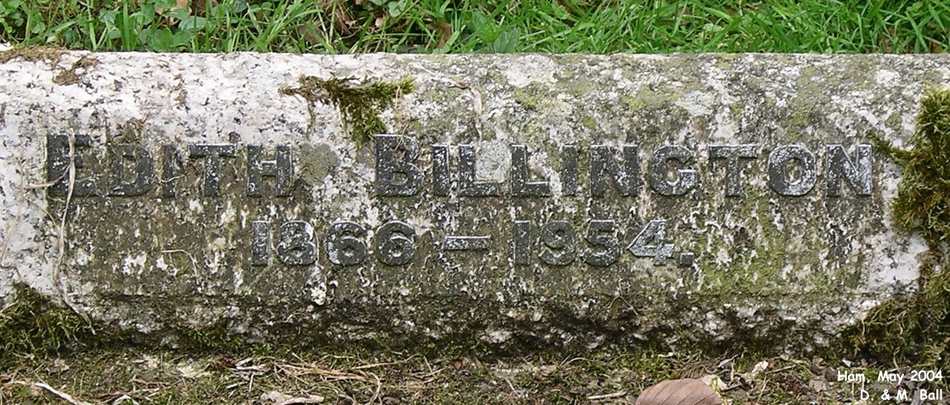 EDITH BILLINGTON
1866 – 1954.
Ham, May 2004
D. & M. Ball